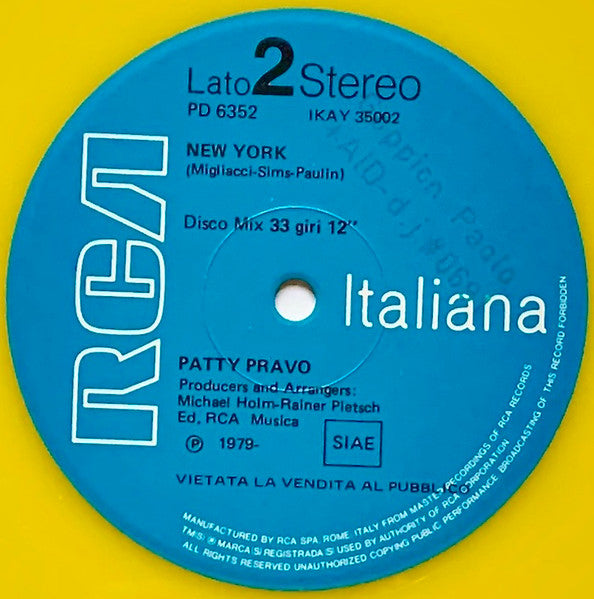 Lato 2 Stereo
PD 6352 IKAY 35002
NEW YORK
(Migliacci-Sims-Paulin)
Disco Mix 33 giri 12"
RCA
Italiana
PATTY PRAVO
Producers and Arrangers:
Michael Holm-Rainer Pietsch
Ed, RCA Musica
℗ 1979-
SIAE
VIETATA LA VENDITA AL PUBBLICO
MANUFACTURED BY RCA SPA, ROME, ITALY FROM MASTER RECORDINGS OF RCA RECORDS
TM(S) ® MARCA(S) REGISTRADA(S) USED BY AUTHORITY OF RCA CORPORATION
ALL RIGHTS RESERVED UNAUTHORIZED COPYING PUBLIC PERFORMANCE BROADCASTING OF THIS RECORD FORBIDDEN
Paolo